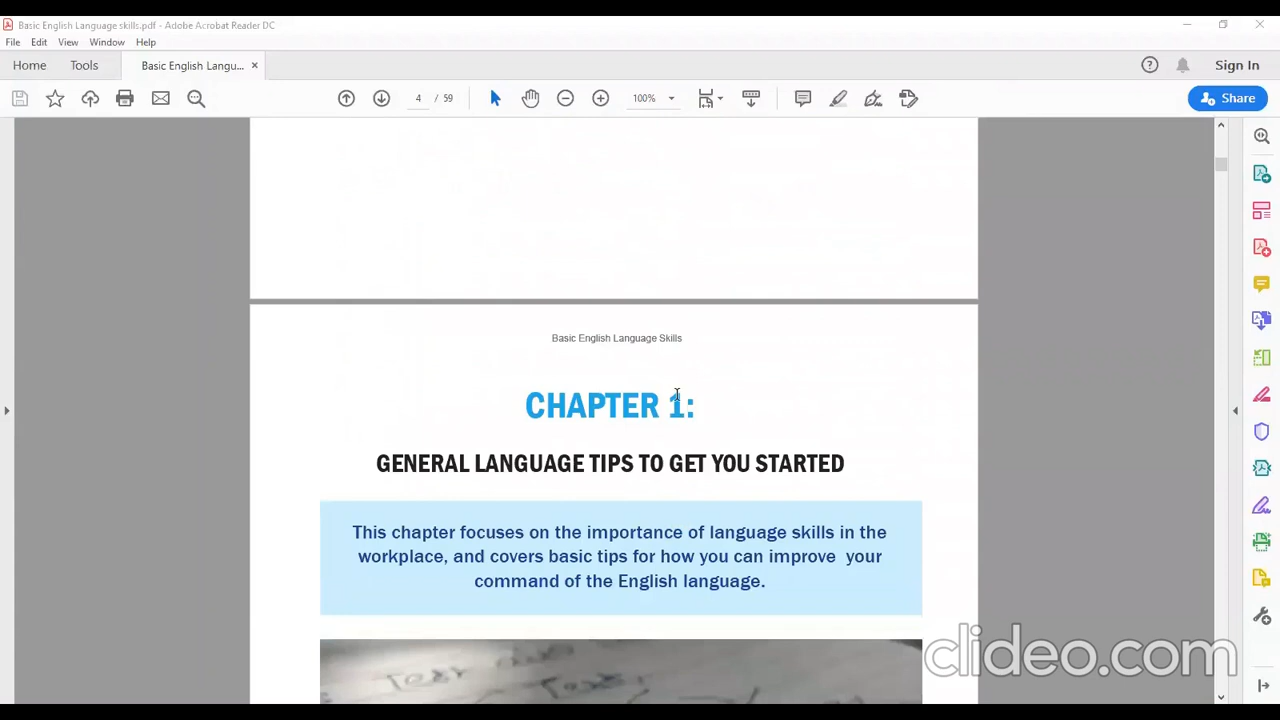 Basic English Language skills.pdf - Adobe Acrobat Reader DC
File Edit View Window Help
Home Tools Basic English Langu... × Sign In
4 / 59 100% Share
Basic English Language Skills
CHAPTER 1:
GENERAL LANGUAGE TIPS TO GET YOU STARTED
This chapter focuses on the importance of language skills in the
workplace, and covers basic tips for how you can improve your
command of the English language.
clideo.com